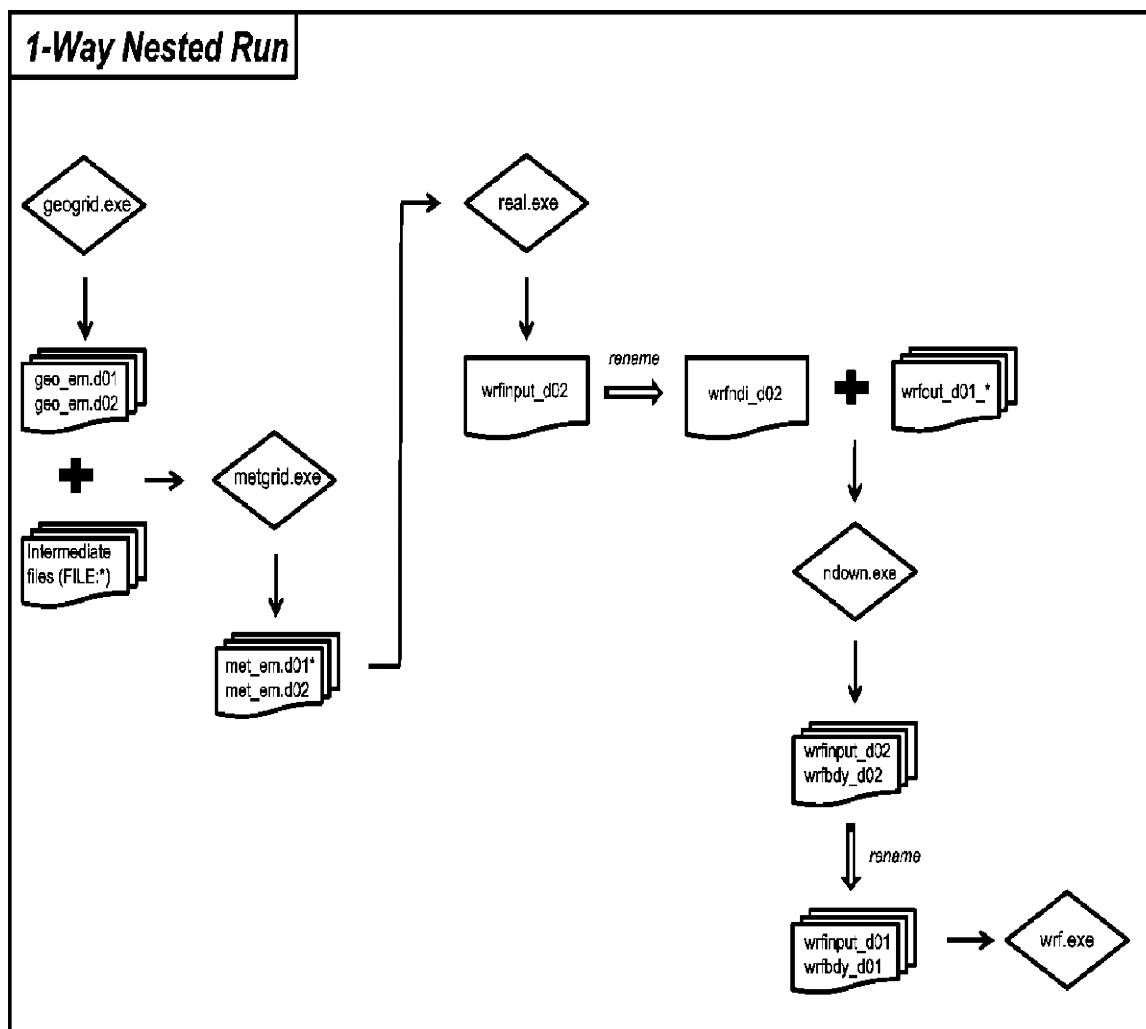 1-Way Nested Run
geogrid.exe
geo_em.d01
geo_em.d02
Intermediate
files (FILE:*)
metgrid.exe
met_em.d01*
met_em.d02
real.exe
wrfinput_d02
rename
wrfndi_d02
wrfout_d01_*
ndown.exe
wrfinput_d02
wrfbdy_d02
rename
wrfinput_d01
wrfbdy_d01
wrf.exe